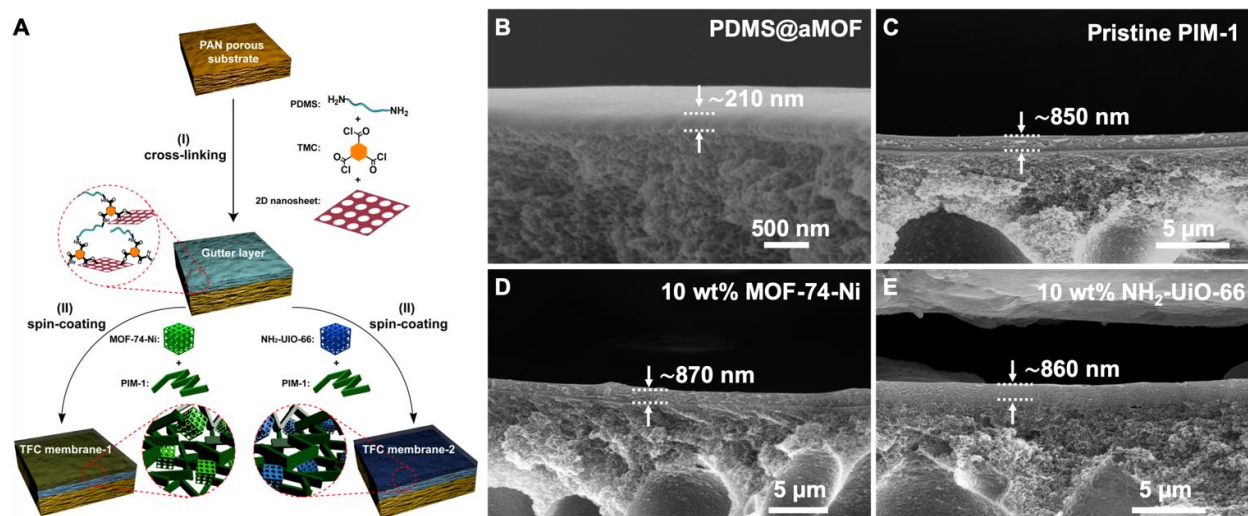 A
PAN porous
substrate
PDMS:
H₂N
NH₂
+
(I)
cross-linking
TMC:
Cl
O
O
Cl
O
Cl
+
2D nanosheet:
Gutter layer
(II)
spin-coating
(II)
spin-coating
MOF-74-Ni:
NH₂-UIO-66:
+
+
PIM-1:
PIM-1:
TFC membrane-1
TFC membrane-2
B
PDMS@aMOF
~210 nm
500 nm
C
Pristine PIM-1
~850 nm
5 µm
D
10 wt% MOF-74-Ni
~870 nm
5 µm
E
10 wt% NH₂-UiO-66
~860 nm
5 µm